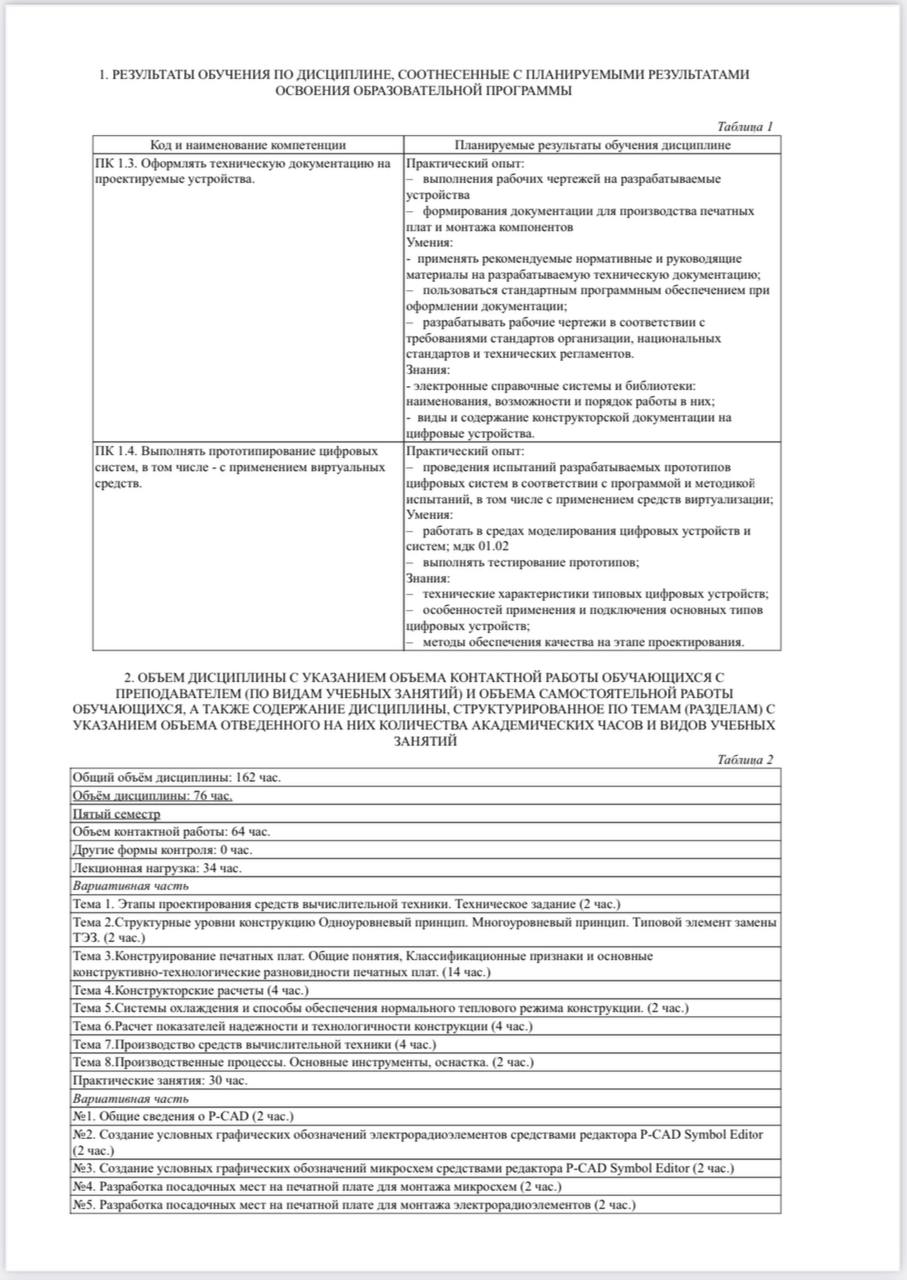 1. РЕЗУЛЬТАТЫ ОБУЧЕНИЯ ПО ДИСЦИПЛИНЕ, СООТНЕСЕННЫЕ С ПЛАНИРУЕМЫМИ РЕЗУЛЬТАТАМИ
ОСВОЕНИЯ ОБРАЗОВАТЕЛЬНОЙ ПРОГРАММЫ
Таблица 1
Код и наименование компетенции
Планируемые результаты обучения дисциплине
ПК 1.3. Оформлять техническую документацию на
проектируемые устройства.
Практический опыт:
– выполнения рабочих чертежей на разрабатываемые
устройства
– формирования документации для производства печатных
плат и монтажа компонентов
Умения:
- применять рекомендуемые нормативные и руководящие
материалы на разрабатываемую техническую документацию;
– пользоваться стандартным программным обеспечением при
оформлении документации;
– разрабатывать рабочие чертежи в соответствии с
требованиями стандартов организации, национальных
стандартов и технических регламентов.
Знания:
- электронные справочные системы и библиотеки:
наименования, возможности и порядок работы в них;
- виды и содержание конструкторской документации на
цифровые устройства.
ПК 1.4. Выполнять прототипирование цифровых
систем, в том числе - с применением виртуальных
средств.
Практический опыт:
– проведения испытаний разрабатываемых прототипов
цифровых систем в соответствии с программой и методикой
испытаний, в том числе с применением средств виртуализации;
Умения:
– работать в средах моделирования цифровых устройств и
систем; мдк 01.02
– выполнять тестирование прототипов;
Знания:
– технические характеристики типовых цифровых устройств;
– особенностей применения и подключения основных типов
цифровых устройств;
– методы обеспечения качества на этапе проектирования.
2. ОБЪЕМ ДИСЦИПЛИНЫ С УКАЗАНИЕМ ОБЪЕМА КОНТАКТНОЙ РАБОТЫ ОБУЧАЮЩИХСЯ С
ПРЕПОДАВАТЕЛЕМ (ПО ВИДАМ УЧЕБНЫХ ЗАНЯТИЙ) И ОБЪЕМА САМОСТОЯТЕЛЬНОЙ РАБОТЫ
ОБУЧАЮЩИХСЯ, А ТАКЖЕ СОДЕРЖАНИЕ ДИСЦИПЛИНЫ, СТРУКТУРИРОВАННОЕ ПО ТЕМАМ (РАЗДЕЛАМ) С
УКАЗАНИЕМ ОБЪЕМА ОТВЕДЕННОГО НА НИХ КОЛИЧЕСТВА АКАДЕМИЧЕСКИХ ЧАСОВ И ВИДОВ УЧЕБНЫХ
ЗАНЯТИЙ
Таблица 2
Общий объём дисциплины: 162 час.
Объём дисциплины: 76 час.
Пятый семестр
Объем контактной работы: 64 час.
Другие формы контроля: 0 час.
Лекционная нагрузка: 34 час.
Вариативная часть
Тема 1. Этапы проектирования средств вычислительной техники. Техническое задание (2 час.)
Тема 2.Структурные уровни конструкцию Одноуровневый принцип. Многоуровневый принцип. Типовой элемент замены
ТЭЗ. (2 час.)
Тема 3.Конструирование печатных плат. Общие понятия, Классификационные признаки и основные
конструктивно-технологические разновидности печатных плат. (14 час.)
Тема 4.Конструкторские расчеты (4 час.)
Тема 5.Системы охлаждения и способы обеспечения нормального теплового режима конструкции. (2 час.)
Тема 6.Расчет показателей надежности и технологичности конструкции (4 час.)
Тема 7.Производство средств вычислительной техники (4 час.)
Тема 8.Производственные процессы. Основные инструменты, оснастка. (2 час.)
Практические занятия: 30 час.
Вариативная часть
№1. Общие сведения о P-CAD (2 час.)
№2. Создание условных графических обозначений электрорадиоэлементов средствами редактора P-CAD Symbol Editor
(2 час.)
№3. Создание условных графических обозначений микросхем средствами редактора P-CAD Symbol Editor (2 час.)
№4. Разработка посадочных мест на печатной плате для монтажа микросхем (2 час.)
№5. Разработка посадочных мест на печатной плате для монтажа электрорадиоэлементов (2 час.)